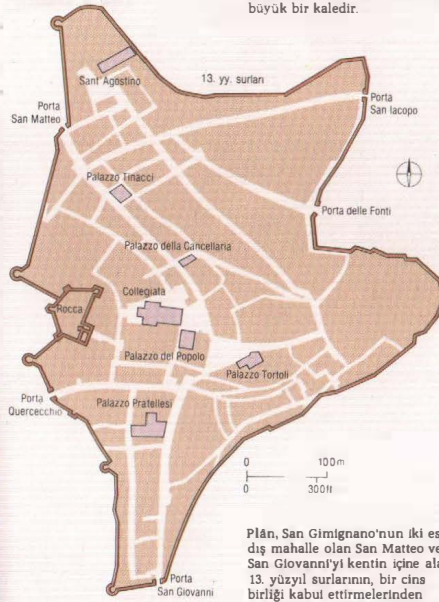 büyük bir kaledir.
Sant'Agostino
13. yy. surları
Porta
San Matteo
Porta
San Iacopo
Palazzo Tinacci
Porta delle Fonti
Palazzo della Cancellaria
Collegiata
Rocca
Palazzo del Popolo
Palazzo Tortoli
Porta
Quercecchio
Palazzo Pratellesi
0 100m
0 300ft
Porta
San Giovanni
Plân, San Gimignano'nun iki es
dış mahalle olan San Matteo ve
San Giovanni'yi kentin içine ala
13. yüzyıl surlarının, bir cins
birliği kabul ettirmelerinden